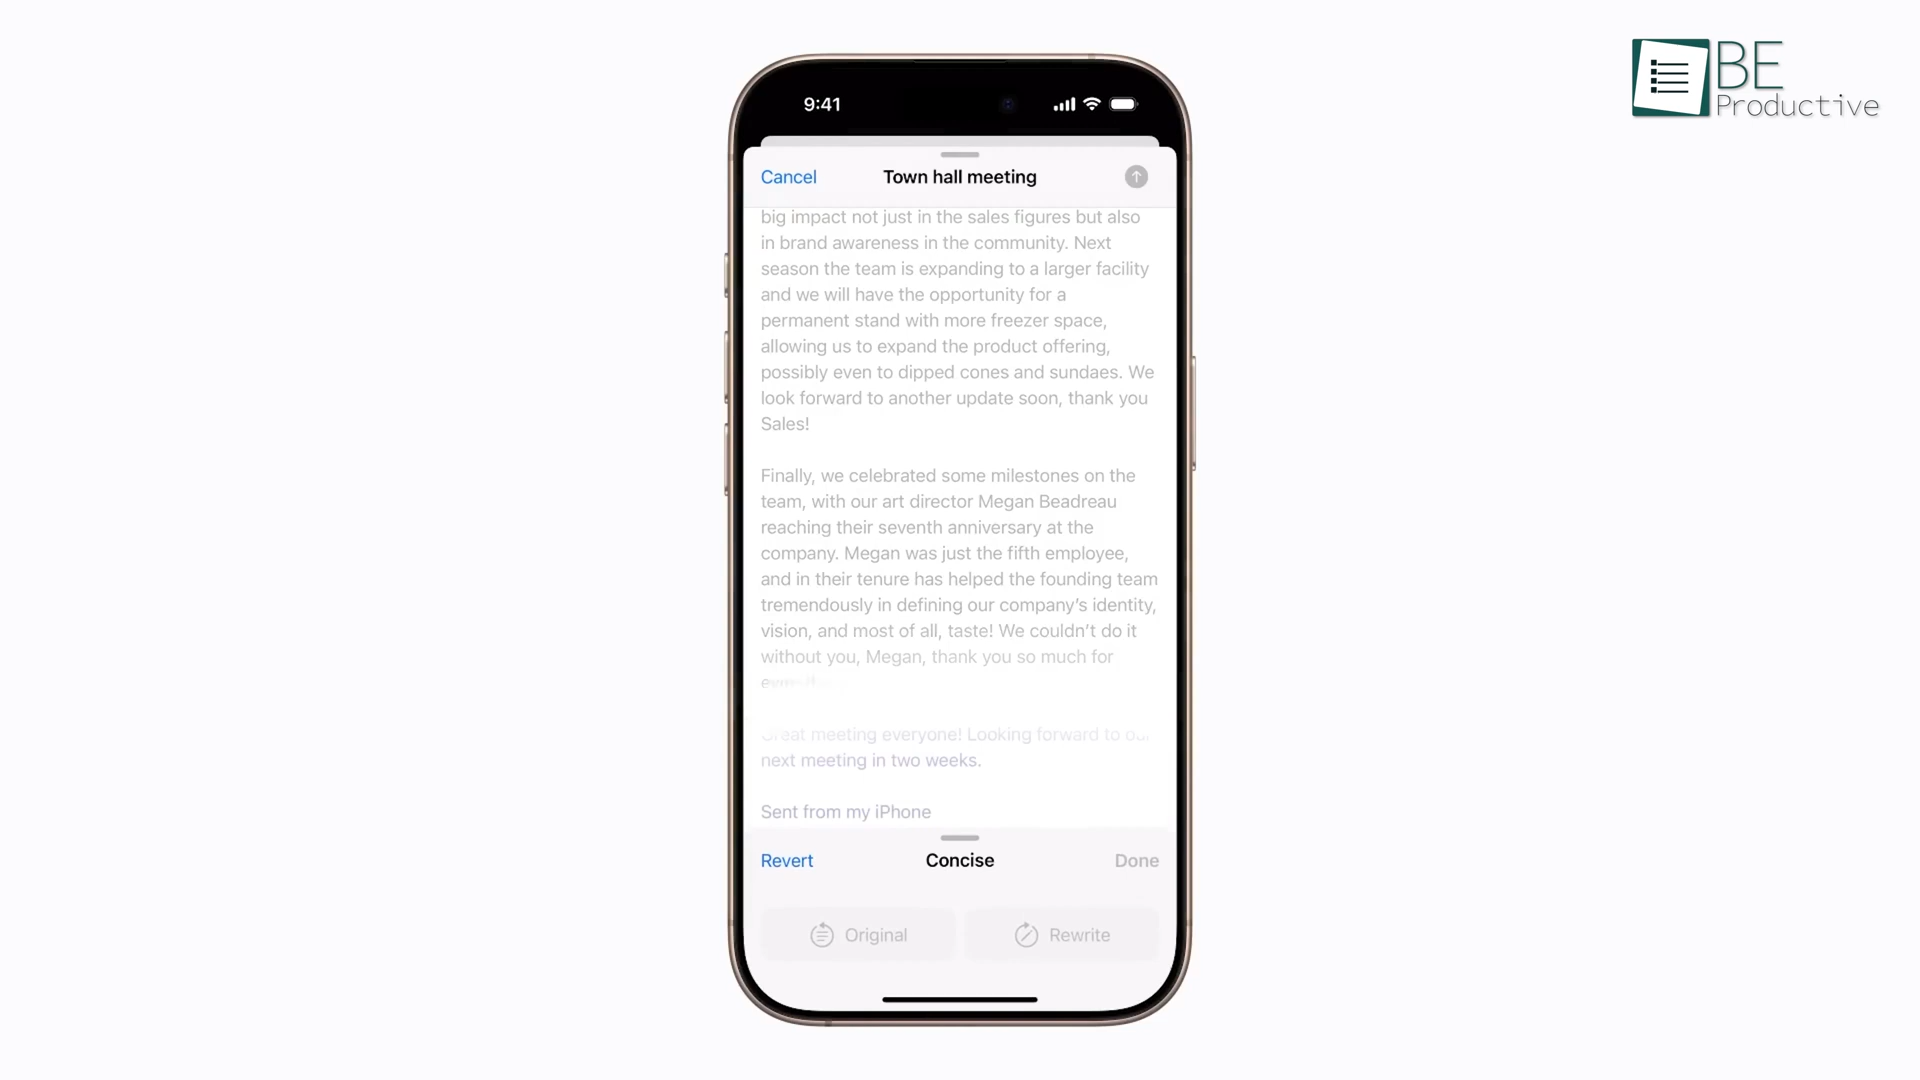 BE
Productive
9:41
Cancel
Town hall meeting
big impact not just in the sales figures but also
in brand awareness in the community. Next
season the team is expanding to a larger facility
and we will have the opportunity for a
permanent stand with more freezer space,
allowing us to expand the product offering,
possibly even to dipped cones and sundaes. We
look forward to another update soon, thank you
Sales!
Finally, we celebrated some milestones on the
team, with our art director Megan Beadreau
reaching their seventh anniversary at the
company. Megan was just the fifth employee,
and in their tenure has helped the founding team
tremendously in defining our company's identity,
vision, and most of all, taste! We couldn't do it
without you, Megan, thank you so much for
Great meeting everyone! Looking forward to our
next meeting in two weeks.
Sent from my iPhone
Revert
Concise
Done
Original
Rewrite